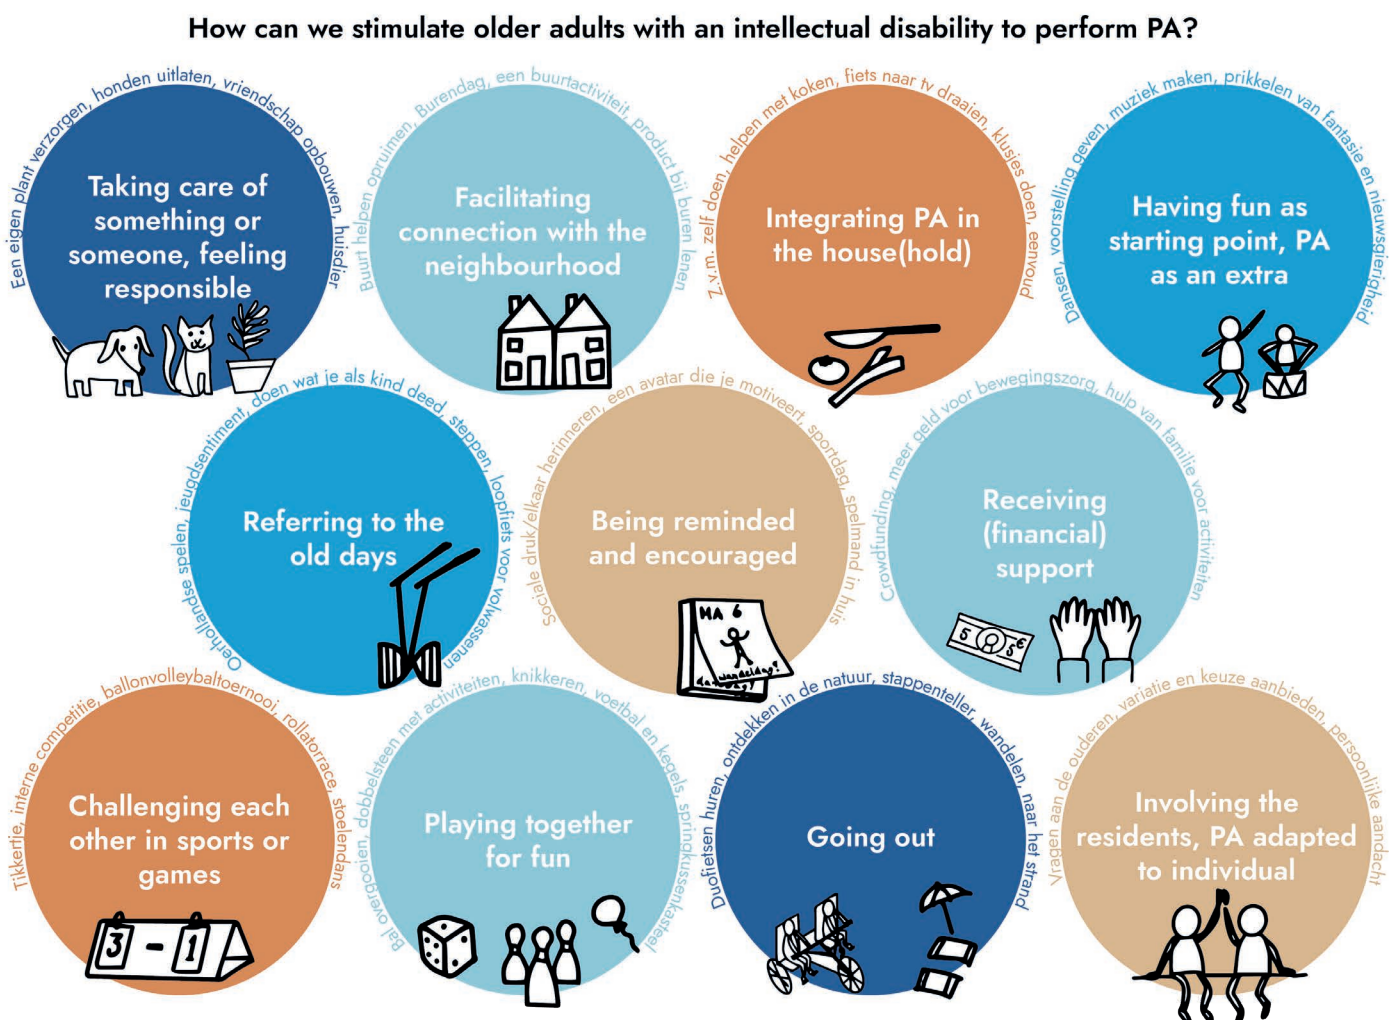 How can we stimulate older adults with an intellectual disability to perform PA?
Een eigen plant verzorgen, honden uitlaten, vriendschap opbouwen, huisdier
Taking care of
something or
someone, feeling
responsible
Buurt helpen opruimen, Burendag, een buurtactiviteit, product bij buren lenen
Facilitating
connection with the
neighbourhood
Z.v.m. zelf doen, helpen met koken, fiets naar tv draaien, klusjes doen, eenvoud
Integrating PA in
the house(hold)
Dansen, voorstelling geven, muziek maken, prikkelen van fantasie en nieuwsgierigheid
Having fun as
starting point, PA
as an extra
Oerhollandse spelen, jeugdsentiment, doen wat je als kind deed, steppen, loopfiets voor volwassenen
Referring to the
old days
Sociale druk/elkaar herinneren, een avatar die je motiveert, sportdag, spelmand in huis
Being reminded
and encouraged
MA 6
wandeldag!
Crowdfunding, meer geld voor bewegingszorg, hulp van familie voor activiteiten
Receiving
(financial)
support
5 5€
Tikkertje, interne competitie, ballonvolleybaltoernooi, rollatorrace, stoelendans
Challenging each
other in sports or
games
3 - 1
Bal overgooien, dobbelsteen met activiteiten, knikkeren, voetbal en kegels, springkussenkasteel
Playing together
for fun
Duofietsen huren, ontdekken in de natuur, stappenteller, wandelen, naar het strand
Going out
Vragen aan de ouderen, variatie en keuze aanbieden, persoonlijke aandacht
Involving the
residents, PA adapted
to individual